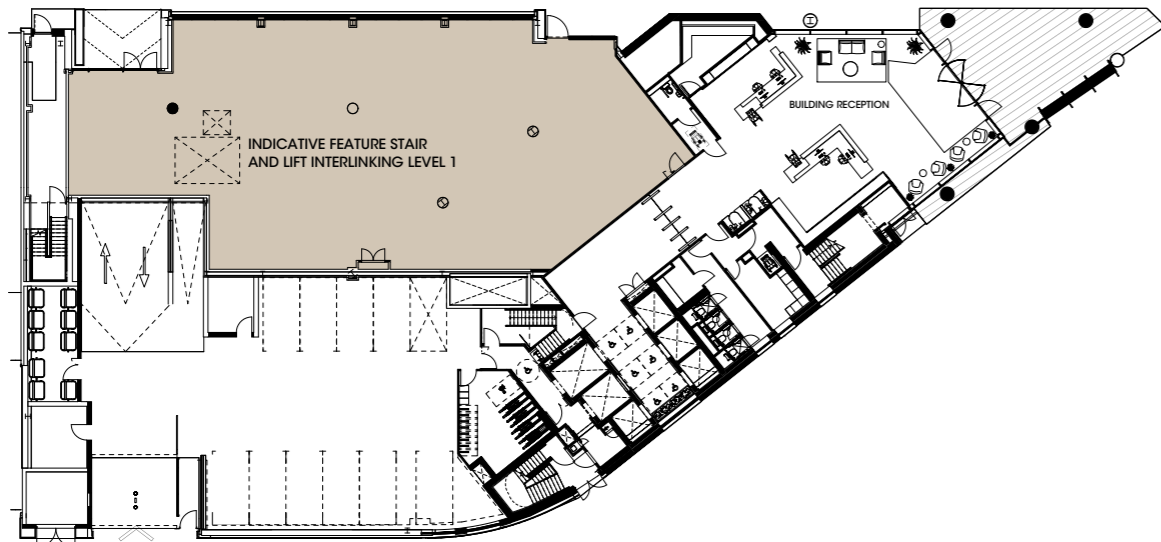 INDICATIVE FEATURE STAIR
AND LIFT INTERLINKING LEVEL 1
BUILDING RECEPTION